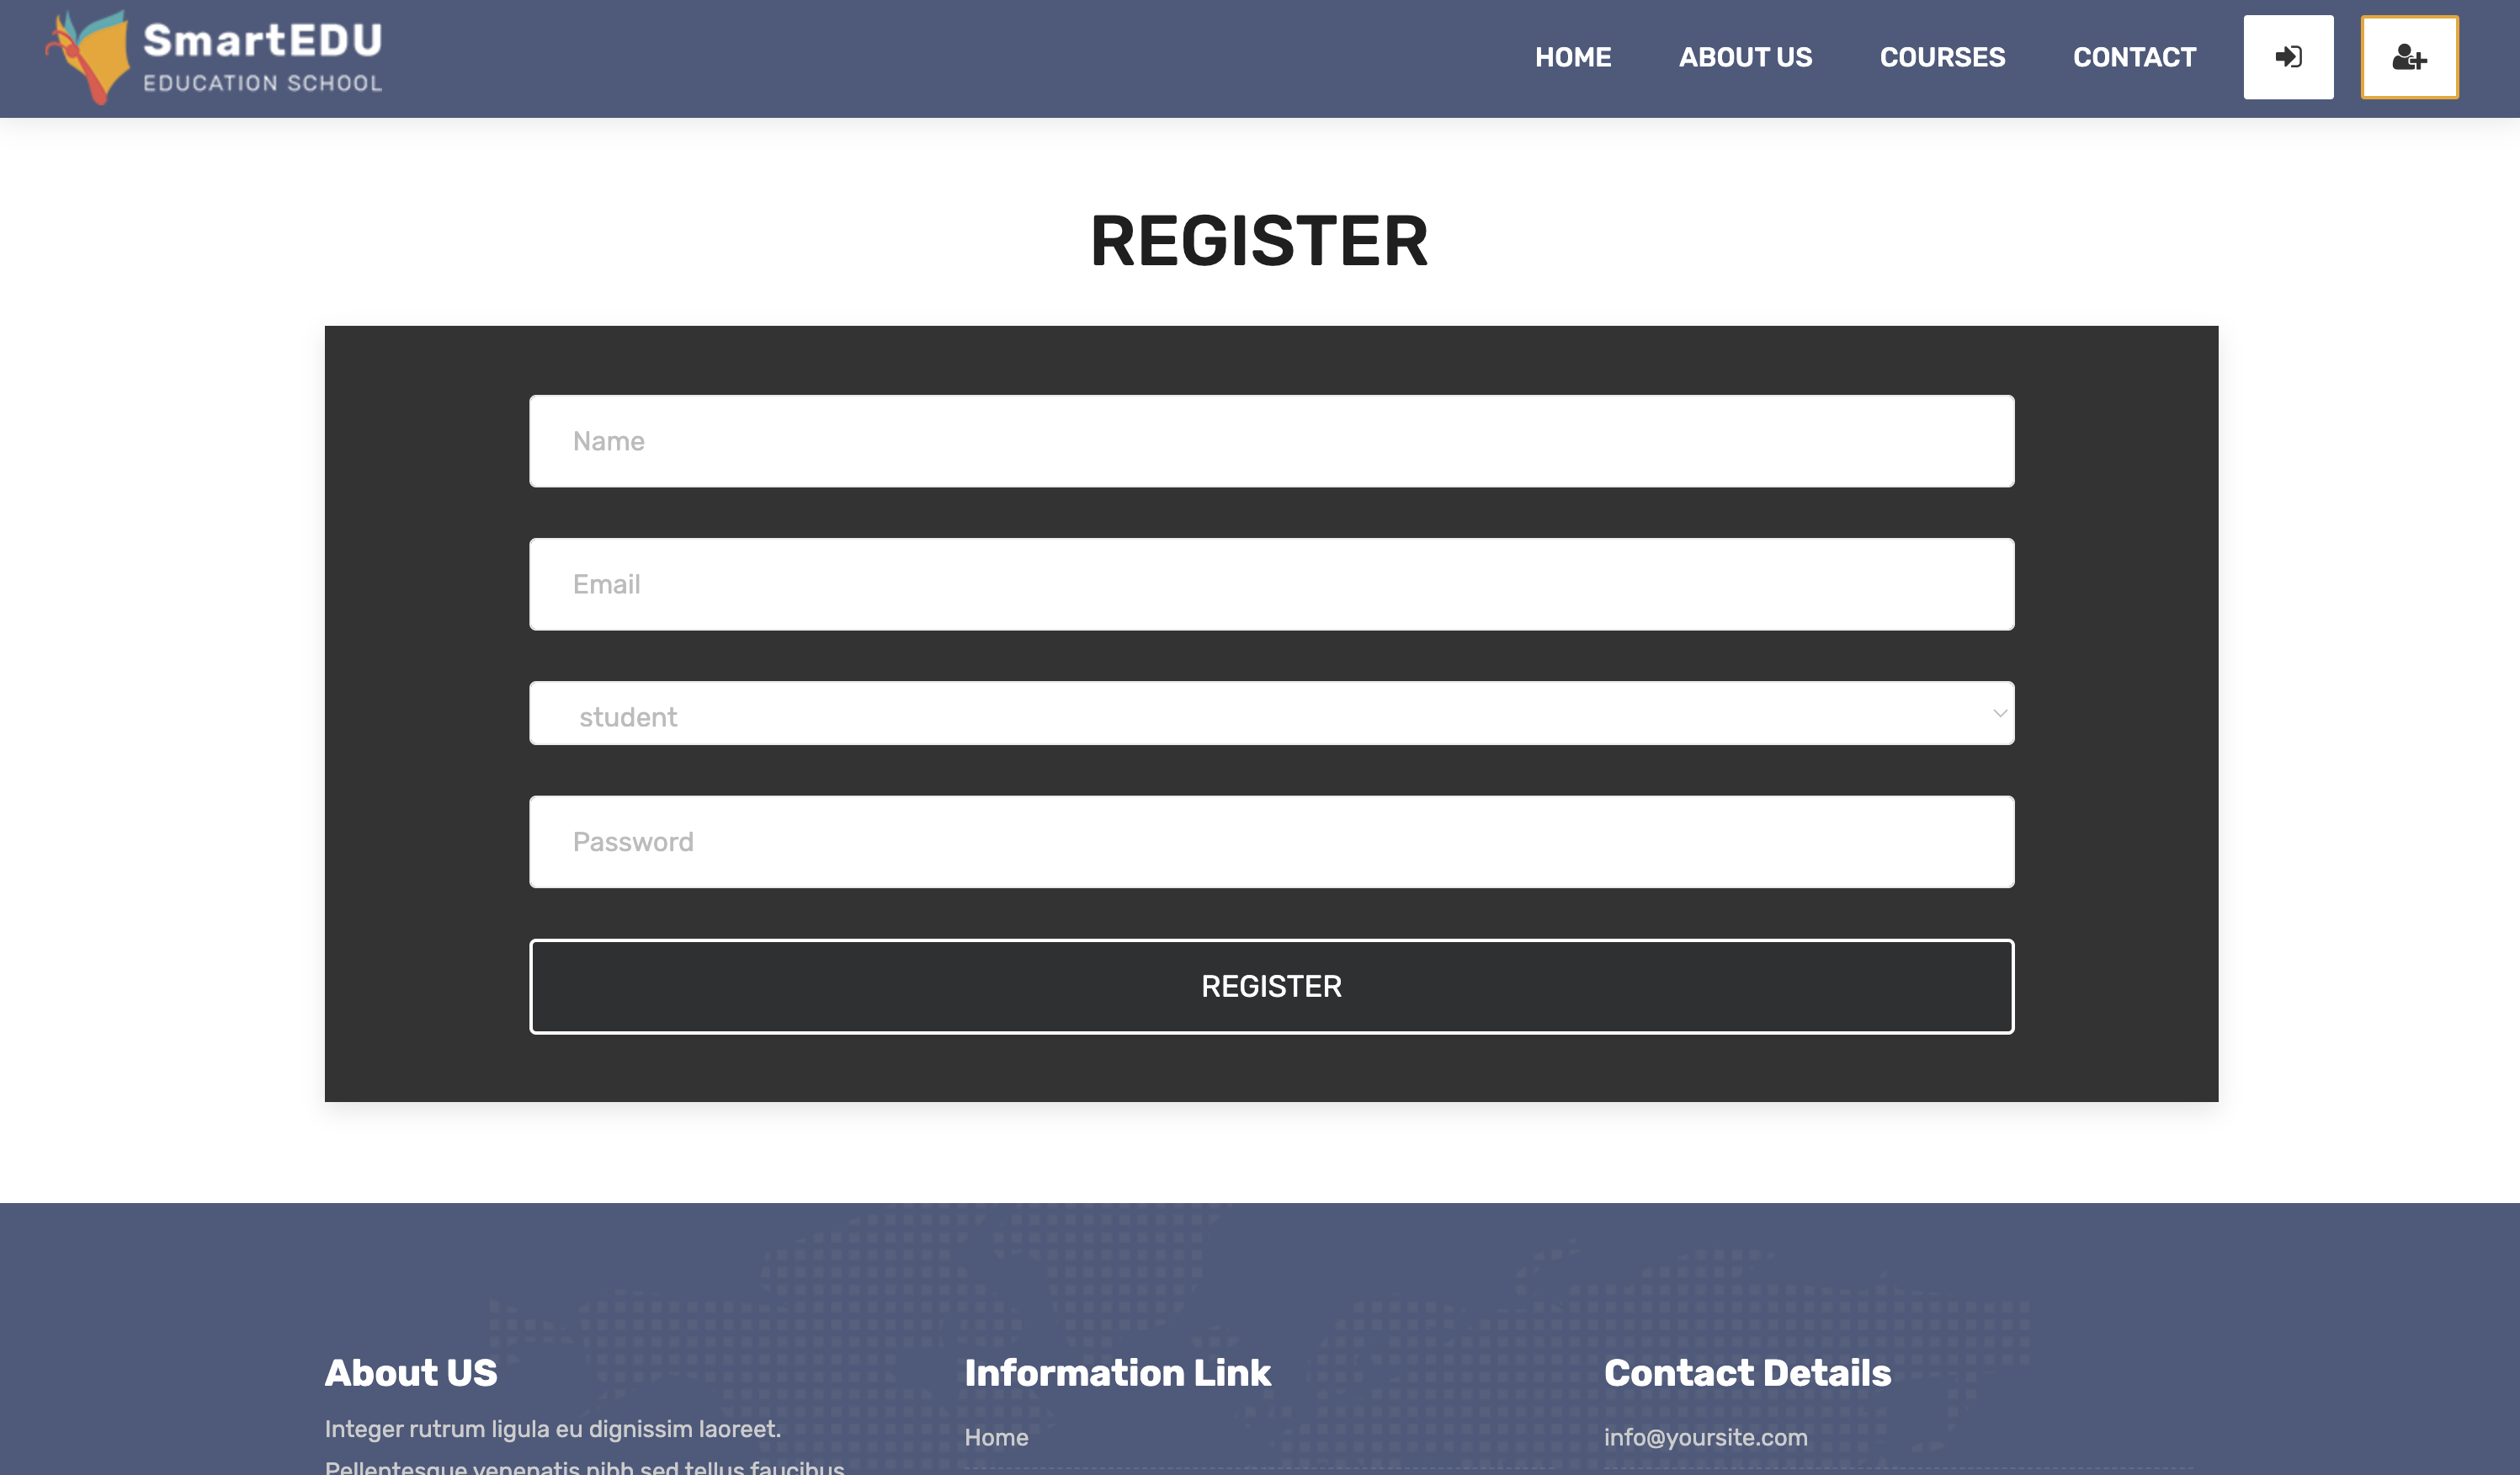 SmartEDU
EDUCATION SCHOOL
HOME ABOUT US COURSES CONTACT
REGISTER
Name
Email
student
Password
REGISTER
About US
Integer rutrum ligula eu dignissim laoreet.
Pellentesque venenatis nibh sed tellus faucibus
Information Link
Home
Contact Details
info@yoursite.com